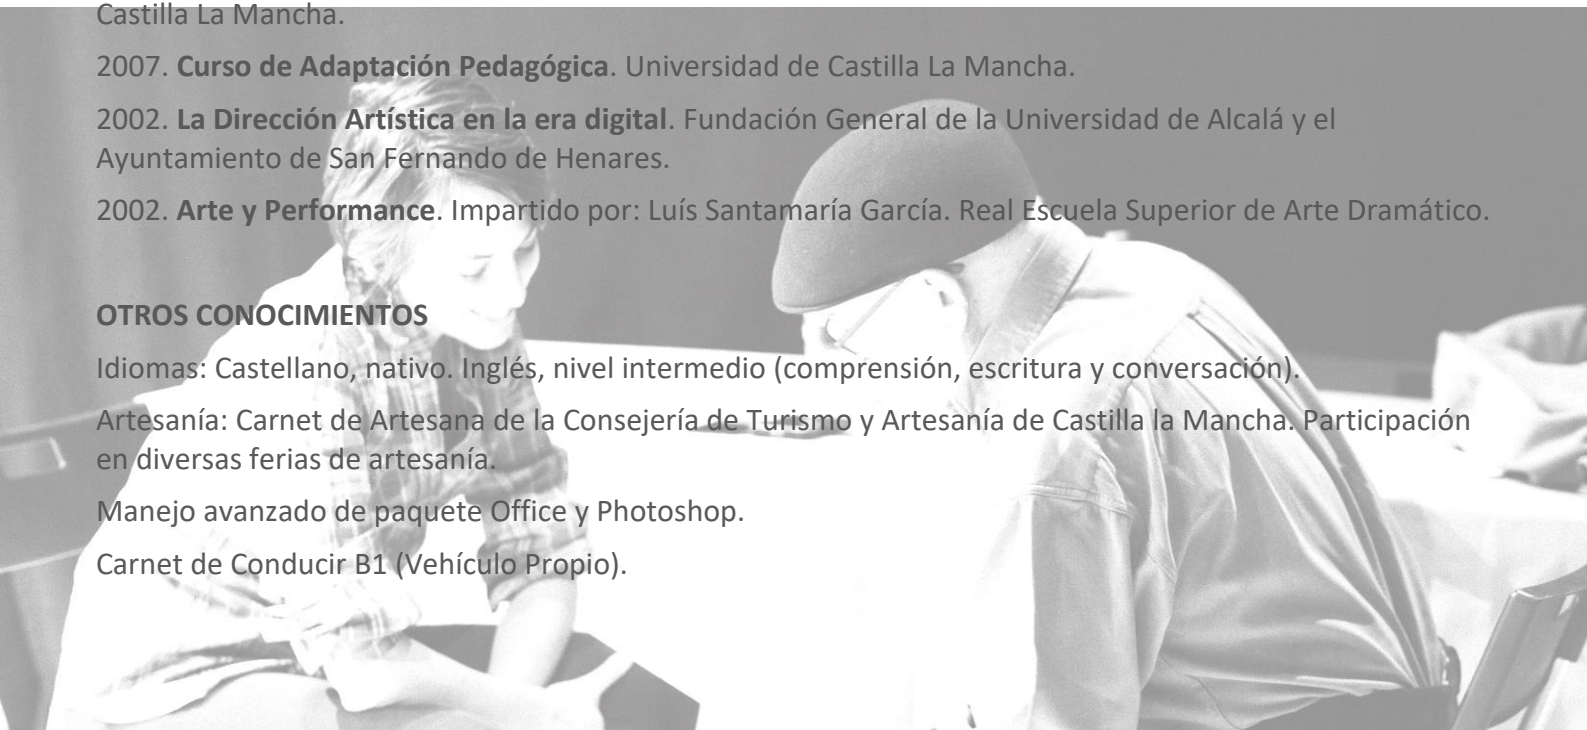 Castilla La Mancha.
2007. Curso de Adaptación Pedagógica. Universidad de Castilla La Mancha.
2002. La Dirección Artística en la era digital. Fundación General de la Universidad de Alcalá y el
Ayuntamiento de San Fernando de Henares.
2002. Arte y Performance. Impartido por: Luís Santamaría García. Real Escuela Superior de Arte Dramático.
OTROS CONOCIMIENTOS
Idiomas: Castellano, nativo. Inglés, nivel intermedio (comprensión, escritura y conversación).
Artesanía: Carnet de Artesana de la Consejería de Turismo y Artesanía de Castilla la Mancha. Participación
en diversas ferias de artesanía.
Manejo avanzado de paquete Office y Photoshop.
Carnet de Conducir B1 (Vehículo Propio).